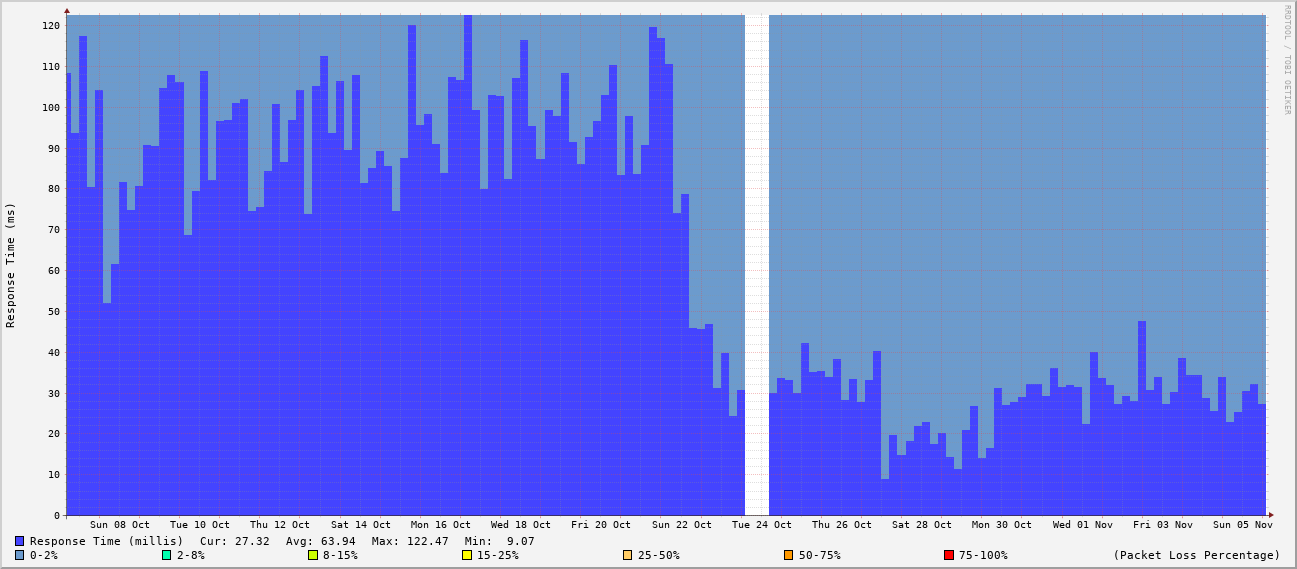 RRDTOOL / TOBI OETIKER
Response Time (ms)
120
110
100
90
80
70
60
50
40
30
20
10
0
Sun 08 Oct Tue 10 Oct Thu 12 Oct Sat 14 Oct Mon 16 Oct Wed 18 Oct Fri 20 Oct Sun 22 Oct Tue 24 Oct Thu 26 Oct Sat 28 Oct Mon 30 Oct Wed 01 Nov Fri 03 Nov Sun 05 Nov
Response Time (millis) Cur: 27.32 Avg: 63.94 Max: 122.47 Min: 9.07
0-2% 2-8% 8-15% 15-25% 25-50% 50-75% 75-100% (Packet Loss Percentage)